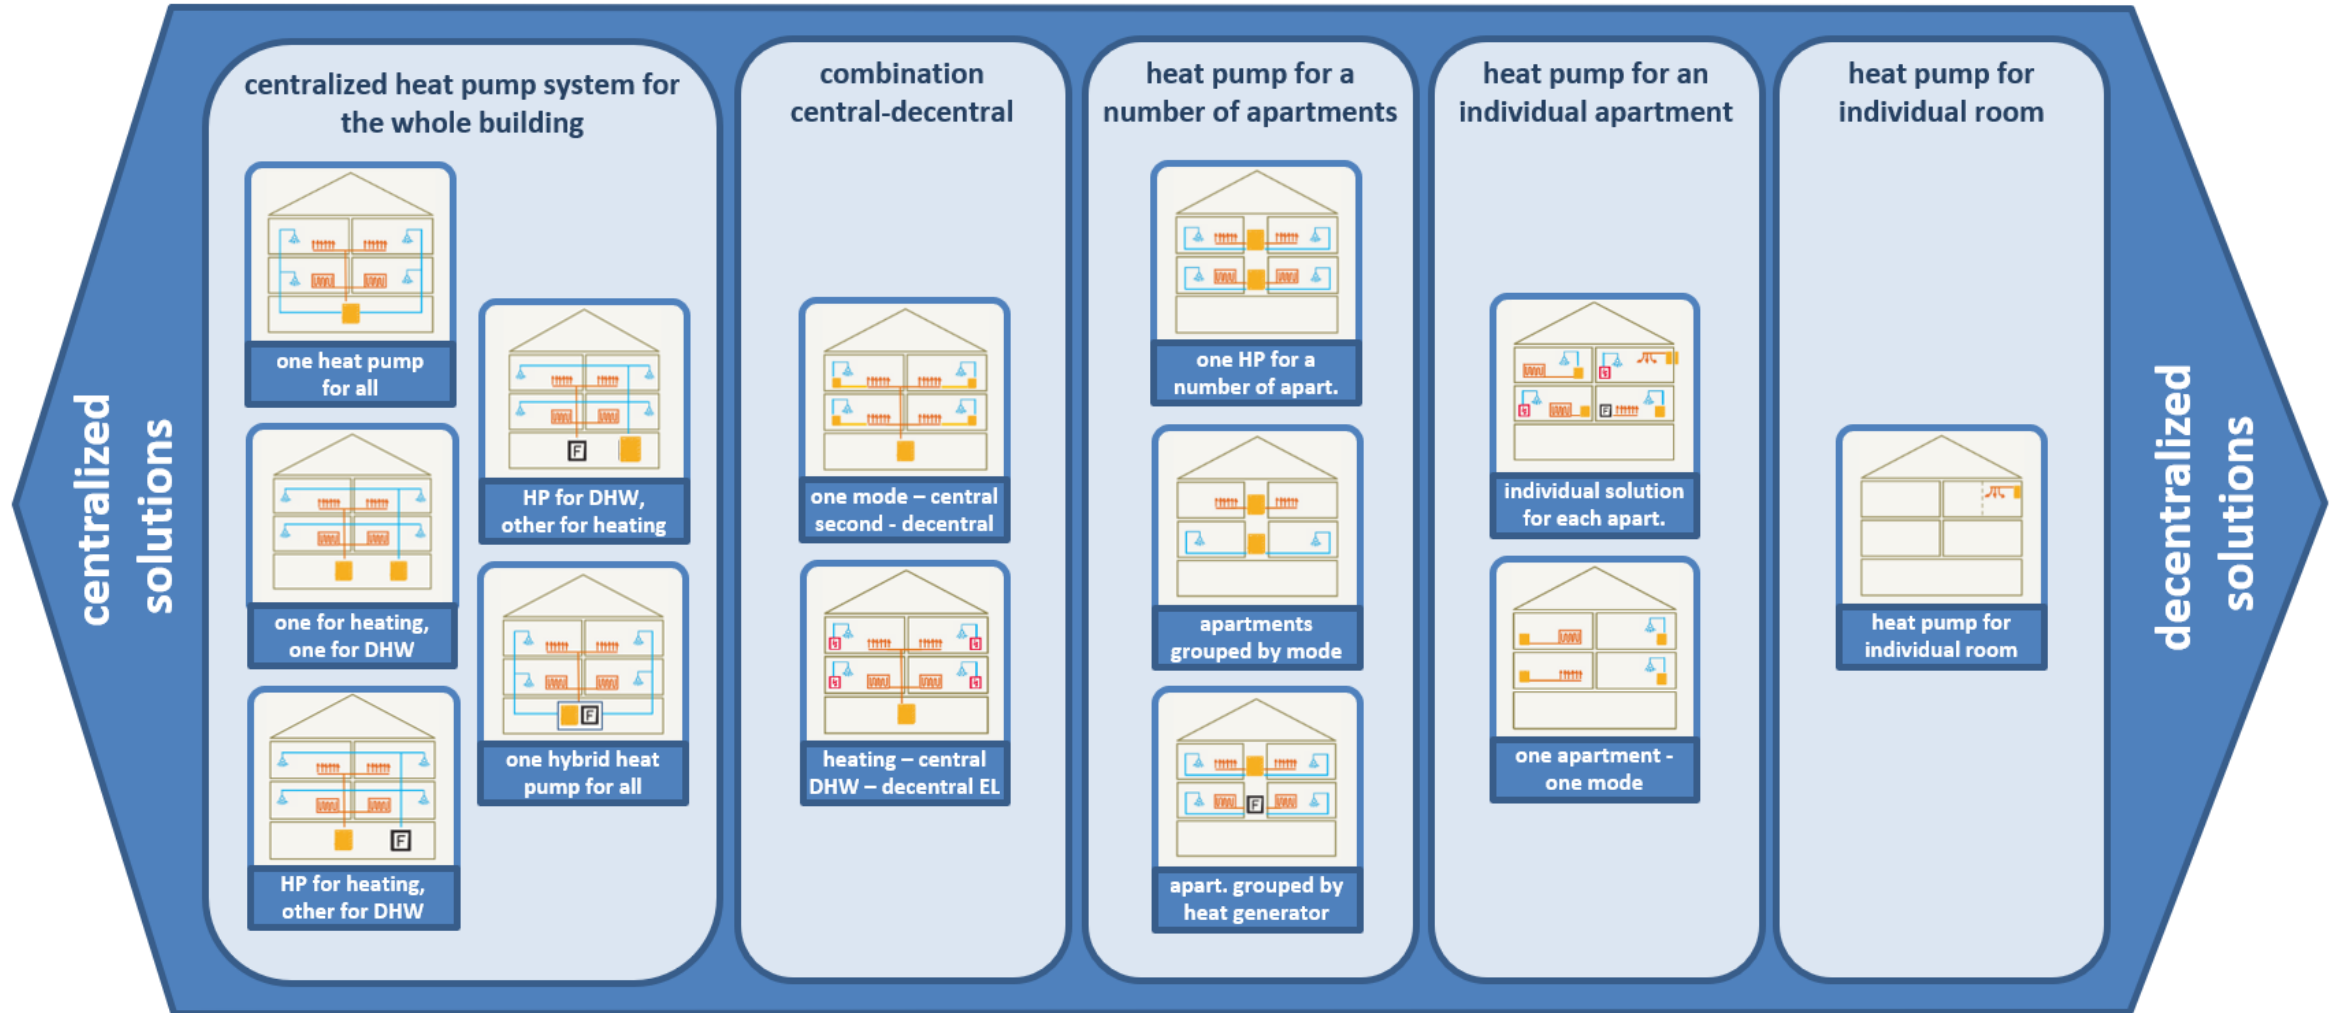 centralized
solutions
centralized heat pump system for
the whole building
one heat pump
for all
one for heating,
one for DHW
F
HP for heating,
other for DHW
F
HP for DHW,
other for heating
F
one hybrid heat
pump for all
combination
central-decentral
one mode – central
second - decentral
heating – central
DHW – decentral EL
heat pump for a
number of apartments
one HP for a
number of apart.
apartments
grouped by mode
F
apart. grouped by
heat generator
heat pump for an
individual apartment
F
individual solution
for each apart.
one apartment -
one mode
heat pump for
individual room
heat pump for
individual room
decentralized
solutions